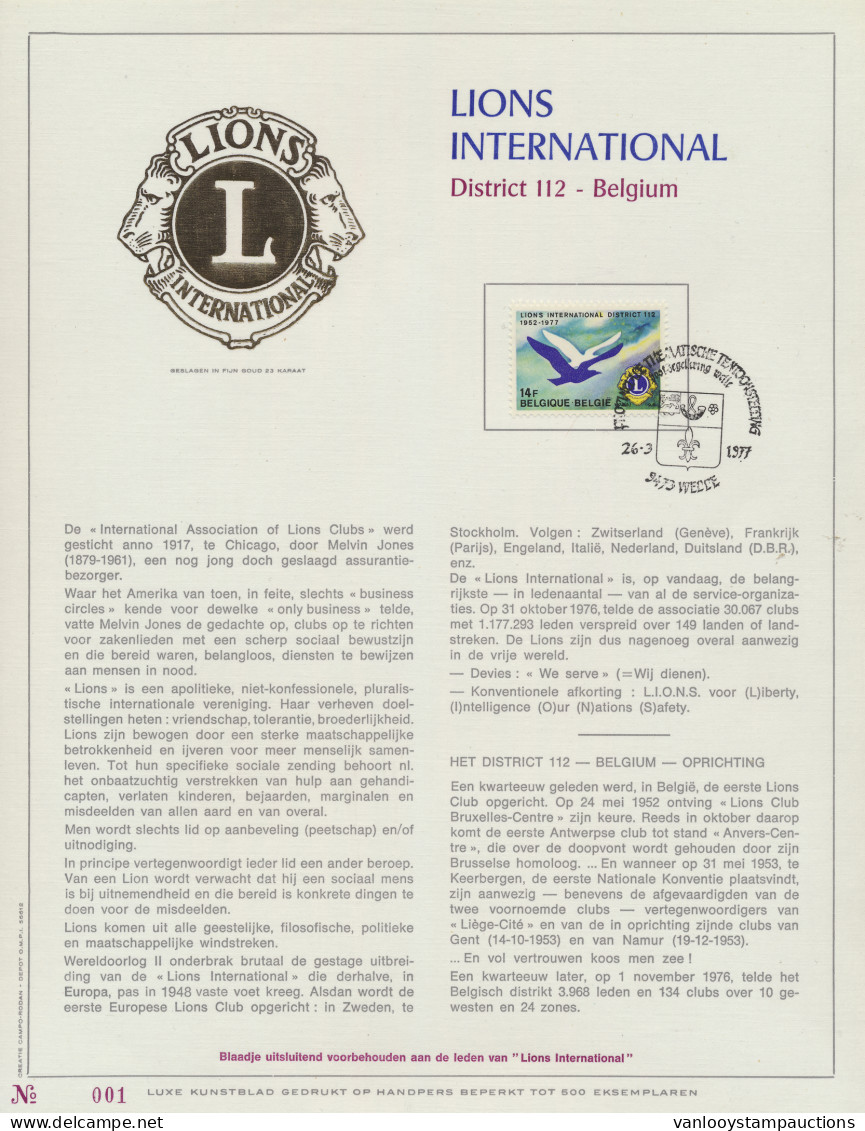 LIONS
L
INTERNATIONAL
GESLAGEN IN FIJN GOUD 23 KARAAT
LIONS
INTERNATIONAL
District 112 - Belgium
LIONS INTERNATIONAL DISTRICT 112
1952-1977
14F
BELGIQUE-BELGIË
L
THEMATISCHE TENTOONSTELLING
26-3 1977
9473 WELLE
De « International Association of Lions Clubs » werd
gesticht anno 1917, te Chicago, door Melvin Jones
(1879-1961), een nog jong doch geslaagd assurantie-
bezorger.
Waar het Amerika van toen, in feite, slechts « business
circles » kende voor dewelke « only business » telde,
vatte Melvin Jones de gedachte op, clubs op te richten
voor zakenlieden met een scherp sociaal bewustzijn
en die bereid waren, belangloos, diensten te bewijzen
aan mensen in nood.
« Lions » is een apolitieke, niet-konfessionele, pluralis-
tische internationale vereniging. Haar verheven doel-
stellingen heten : vriendschap, tolerantie, broederlijkheid.
Lions zijn bewogen door een sterke maatschappelijke
betrokkenheid en ijveren voor meer menselijk samen-
leven. Tot hun specifieke sociale zending behoort nl.
het onbaatzuchtig verstrekken van hulp aan gehandi-
capten, verlaten kinderen, bejaarden, marginalen en
misdeelden van allen aard en van overal.
Men wordt slechts lid op aanbeveling (peetschap) en/of
uitnodiging.
In principe vertegenwoordigt ieder lid een ander beroep.
Van een Lion wordt verwacht dat hij een sociaal mens
is bij uitnemendheid en die bereid is konkrete dingen te
doen voor de misdeelden.
Lions komen uit alle geestelijke, filosofische, politieke
en maatschappelijke windstreken.
Wereldoorlog II onderbrak brutaal de gestage uitbrei-
ding van de « Lions International » die derhalve, in
Europa, pas in 1948 vaste voet kreeg. Alsdan wordt de
eerste Europese Lions Club opgericht : in Zweden, te
Stockholm. Volgen : Zwitserland (Genève), Frankrijk
(Parijs), Engeland, Italië, Nederland, Duitsland (D.B.R.),
enz.
De « Lions International » is, op vandaag, de belang-
rijkste — in ledenaantal — van al de service-organiza-
ties. Op 31 oktober 1976, telde de associatie 30.067 clubs
met 1.177.293 leden verspreid over 149 landen of land-
streken. De Lions zijn dus nagenoeg overal aanwezig
in de vrije wereld.
— Devies : « We serve » (=Wij dienen).
— Konventionele afkorting : L.I.O.N.S. voor (L)iberty,
(I)ntelligence (O)ur (N)ations (S)afety.
HET DISTRICT 112 — BELGIUM — OPRICHTING
Een kwarteeuw geleden werd, in België, de eerste Lions
Club opgericht. Op 24 mei 1952 ontving « Lions Club
Bruxelles-Centre » zijn keure. Reeds in oktober daarop
komt de eerste Antwerpse club tot stand « Anvers-Cen-
tre », die over de doopvont wordt gehouden door zijn
Brusselse homoloog. ... En wanneer op 31 mei 1953, te
Keerbergen, de eerste Nationale Konventie plaatsvindt,
zijn aanwezig — benevens de afgevaardigden van de
twee voornoemde clubs — vertegenwoordigers van
« Liège-Cité » en van de in oprichting zijnde clubs van
Gent (14-10-1953) en van Namur (19-12-1953).
... En vol vertrouwen koos men zee !
Een kwarteeuw later, op 1 november 1976, telde het
Belgisch distrikt 3.968 leden en 134 clubs over 10 ge-
westen en 24 zones.
CREATIE CAMPO-RODAN • DEPOT O.M.P.I. 56612
Blaadje uitsluitend voorbehouden aan de leden van "Lions International"
№ 001 LUXE KUNSTBLAD GEDRUKT OP HANDPERS BEPERKT TOT 500 EKSEMPLAREN
vanlooystampauctions